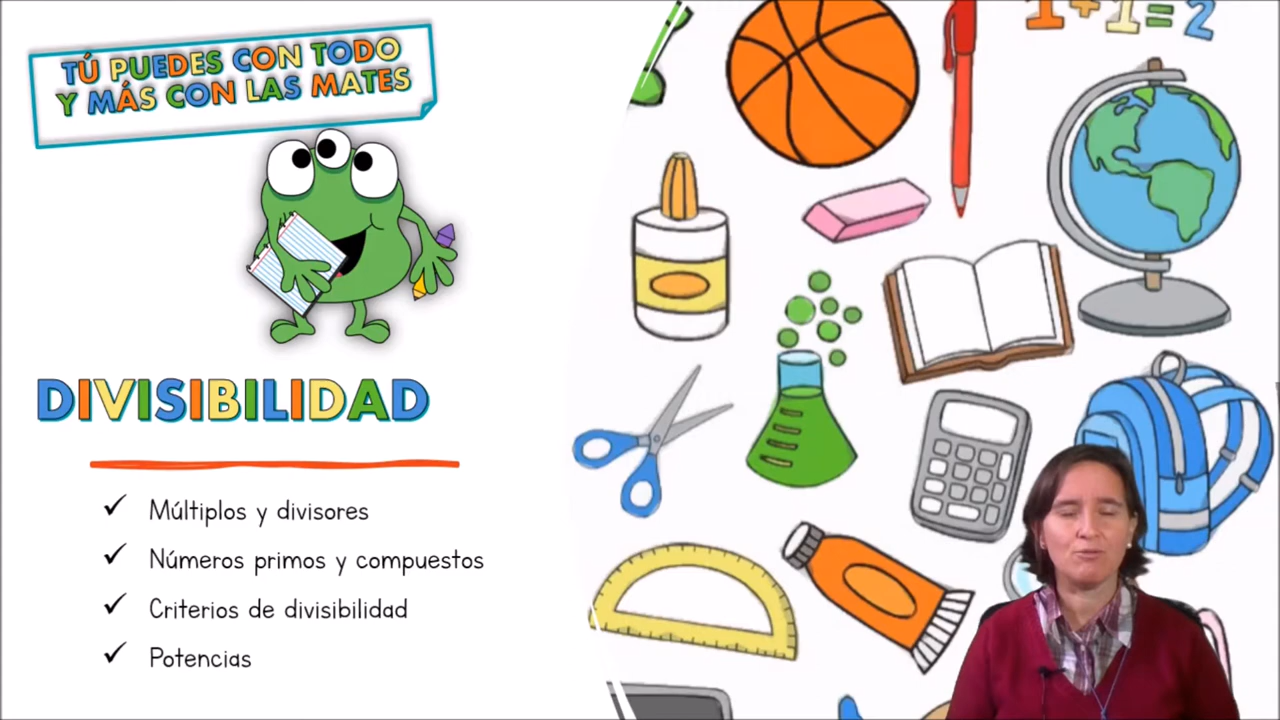 TÚ PUEDES CON TODO
Y MÁS CON LAS MATES
1+1=2
DIVISIBILIDAD
Múltiplos y divisores
Números primos y compuestos
Criterios de divisibilidad
Potencias